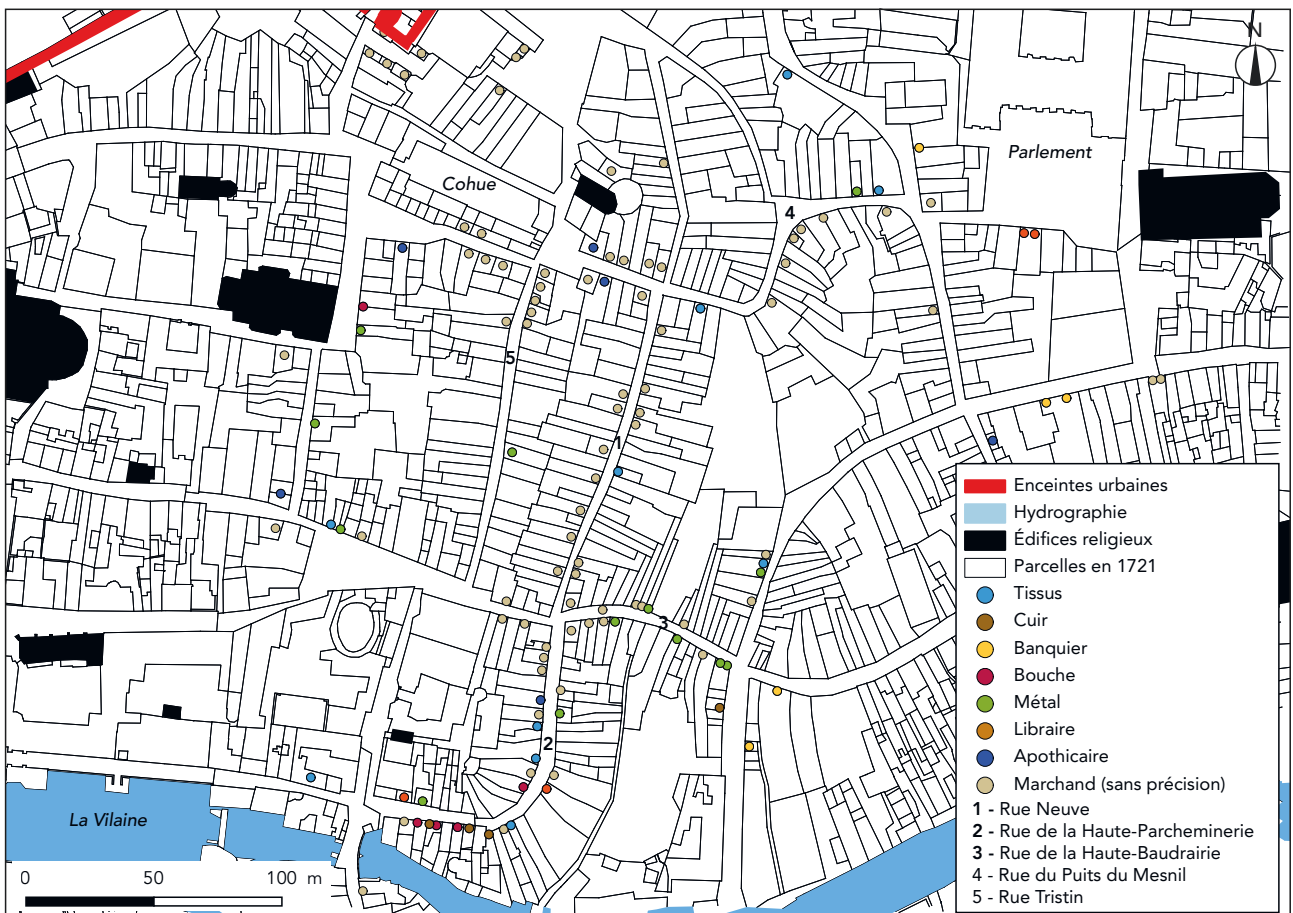 N
Parlement
Cohue
4
5
1
3
2
La Vilaine
0 50 100 m
Enceintes urbaines
Hydrographie
Édifices religieux
Parcelles en 1721
Tissus
Cuir
Banquier
Bouche
Métal
Libraire
Apothicaire
Marchand (sans précision)
1 - Rue Neuve
2 - Rue de la Haute-Parcheminerie
3 - Rue de la Haute-Baudrairie
4 - Rue du Puits du Mesnil
5 - Rue Tristin